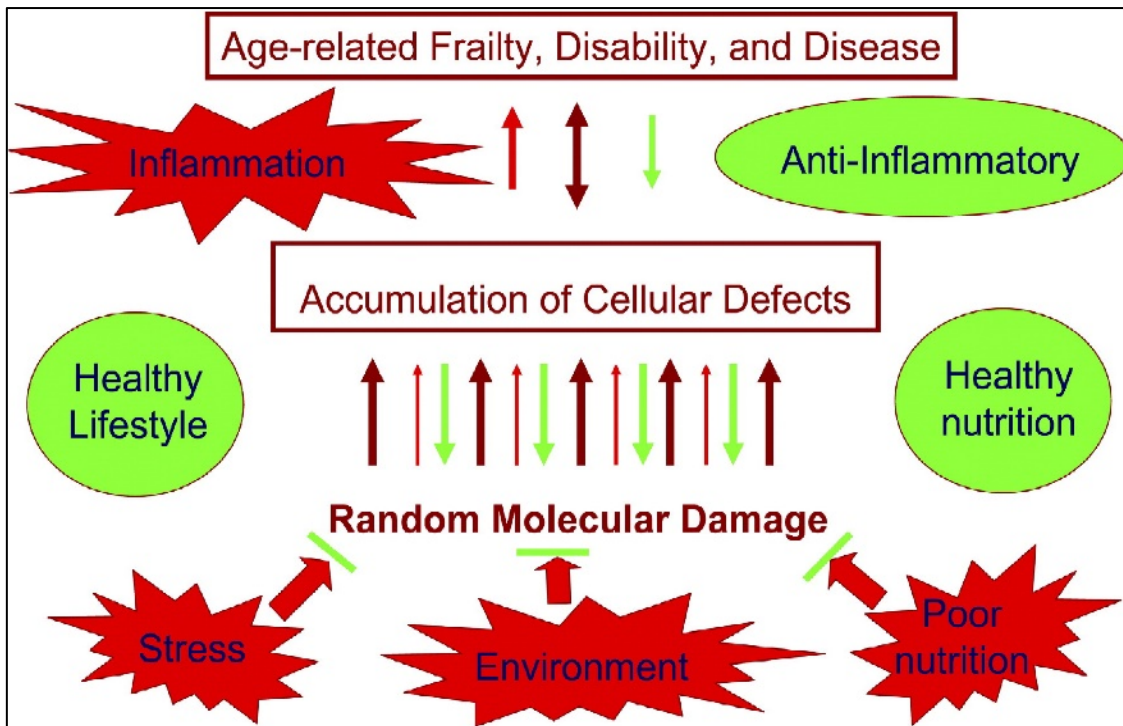 Age-related Frailty, Disability, and Disease
Inflammation
Anti-Inflammatory
Accumulation of Cellular Defects
Healthy
Lifestyle
Healthy
nutrition
Random Molecular Damage
Stress
Environment
Poor
nutrition